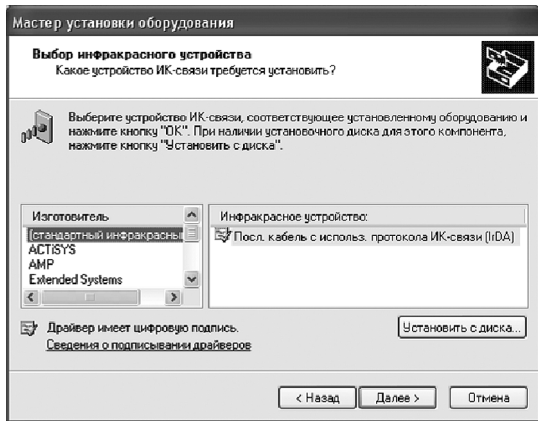 Мастер установки оборудования
Выбор инфракрасного устройства
Какое устройство ИК-связи требуется установить?
Выберите устройство ИК-связи, соответствующее установленному оборудованию и
нажмите кнопку "ОК". При наличии установочного диска для этого компонента,
нажмите кнопку "Установить с диска".
Изготовитель
(стандартный инфракрасны
ACTiSYS
AMP
Extended Systems
Инфракрасное устройство:
Посл. кабель с использ. протокола ИК-связи (IrDA)
Драйвер имеет цифровую подпись.
Сведения о подписывании драйверов
Установить с диска...
< Назад
Далее >
Отмена